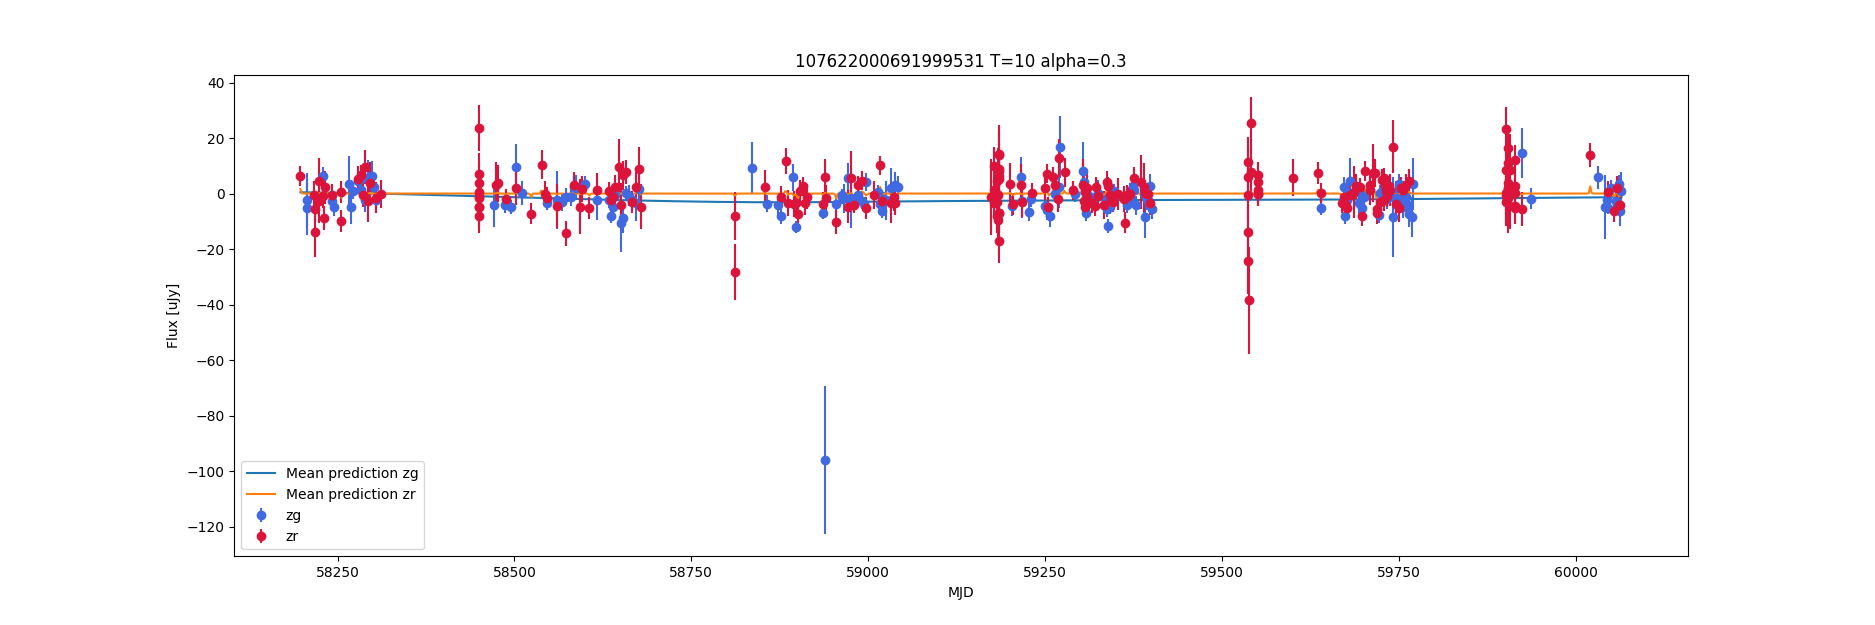 107622000691999531 T=10 alpha=0.3
40
20
0
−20
−40
−60
−80
−100
−120
Flux [uJy]
Mean prediction zg
Mean prediction zr
zg
zr
58250 58500 58750 59000 59250 59500 59750 60000
MJD